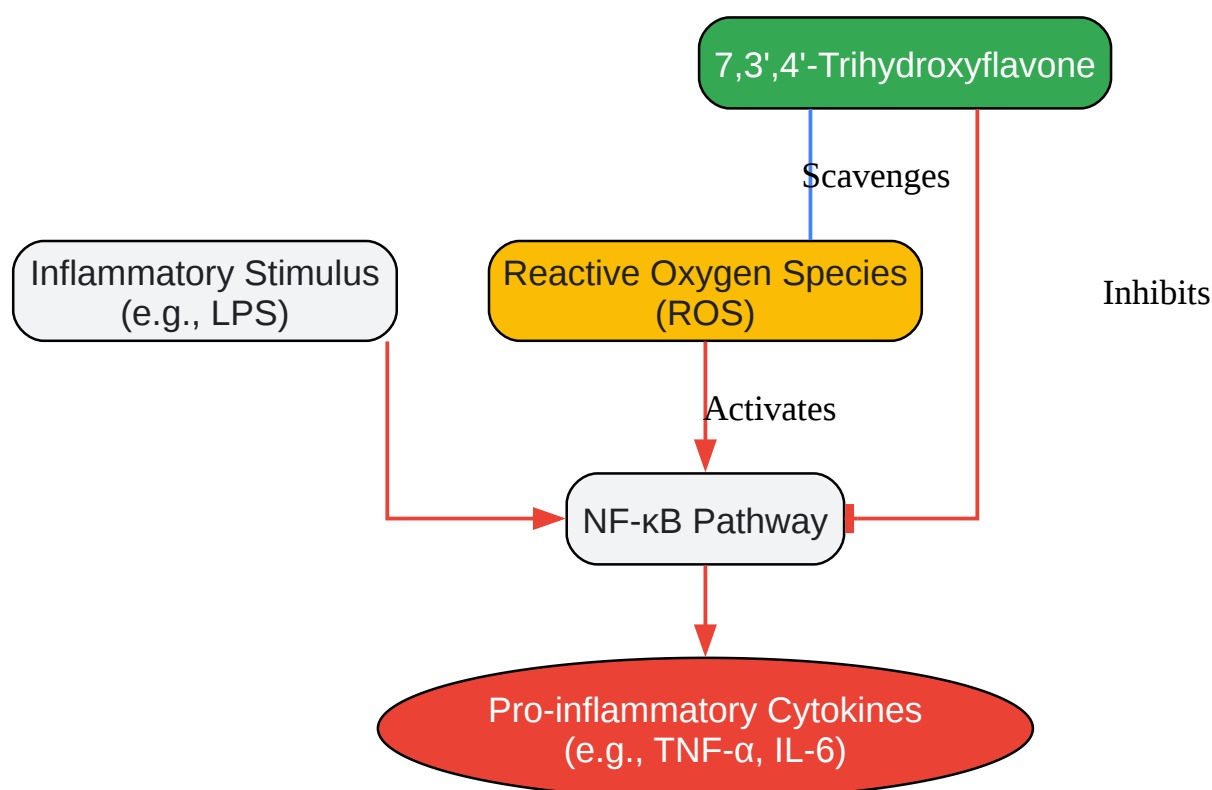 7,3',4'-Trihydroxyflavone
Scavenges
Inflammatory Stimulus
(e.g., LPS)
Reactive Oxygen Species
(ROS)
Inhibits
Activates
NF-κB Pathway
Pro-inflammatory Cytokines
(e.g., TNF-α, IL-6)